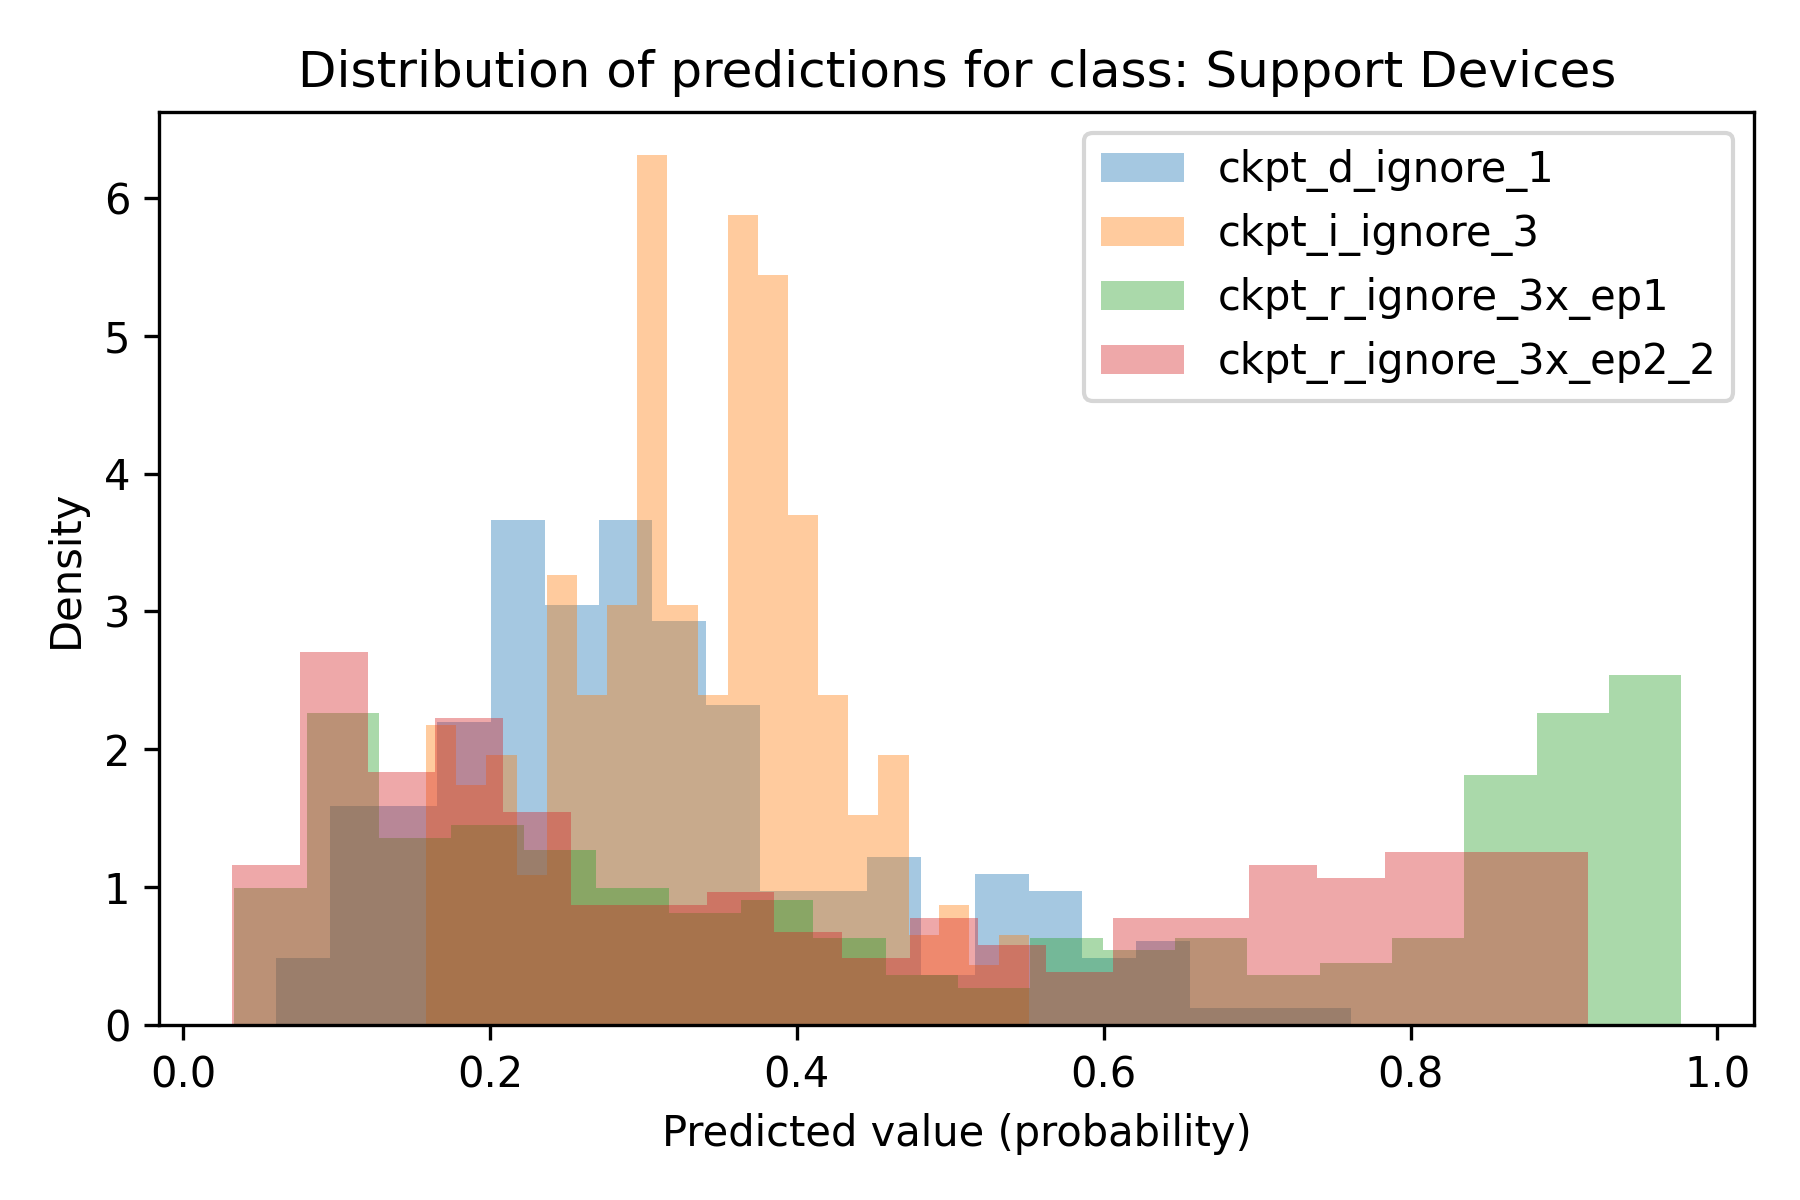 Distribution of predictions for class: Support Devices
ckpt_d_ignore_1
ckpt_i_ignore_3
ckpt_r_ignore_3x_ep1
ckpt_r_ignore_3x_ep2_2
Density
6
5
4
3
2
1
0
0.0 0.2 0.4 0.6 0.8 1.0
Predicted value (probability)